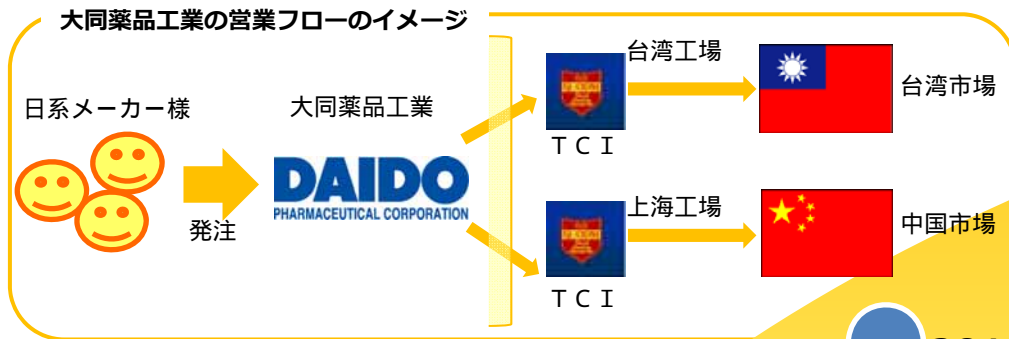 大同薬品工業の営業フローのイメージ
日系メーカー様
大同薬品工業
発注
DAIDO
PHARMACEUTICAL CORPORATION
台湾工場
ＴＣＩ
台湾市場
上海工場
ＴＣＩ
中国市場